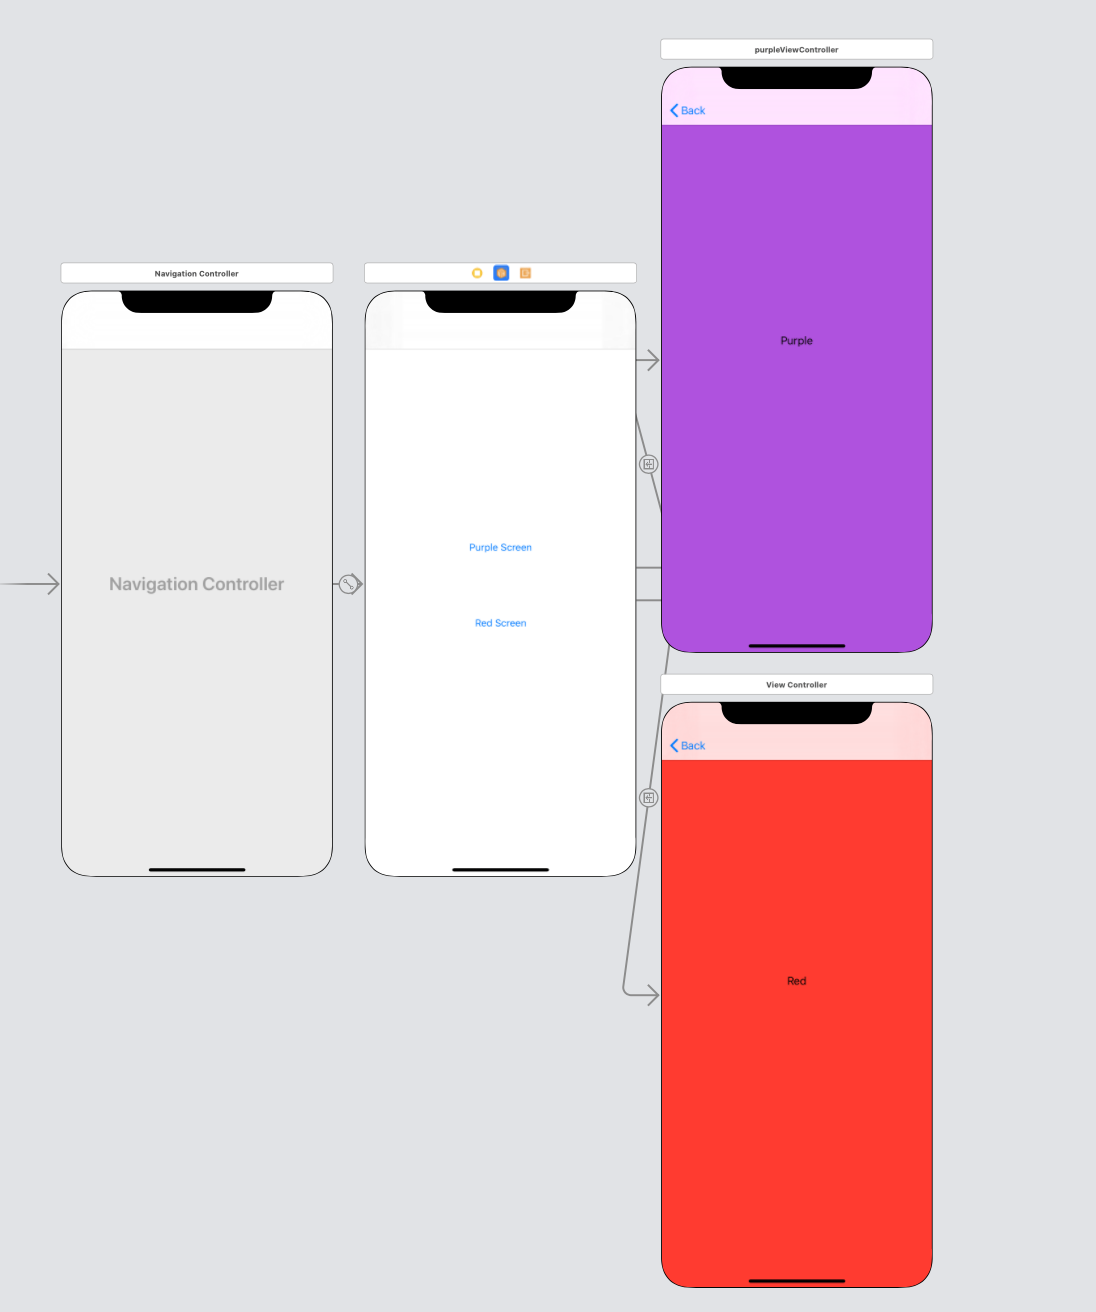 purpleViewController
Back
Purple
Navigation Controller
Navigation Controller
Purple Screen
Red Screen
View Controller
Back
Red